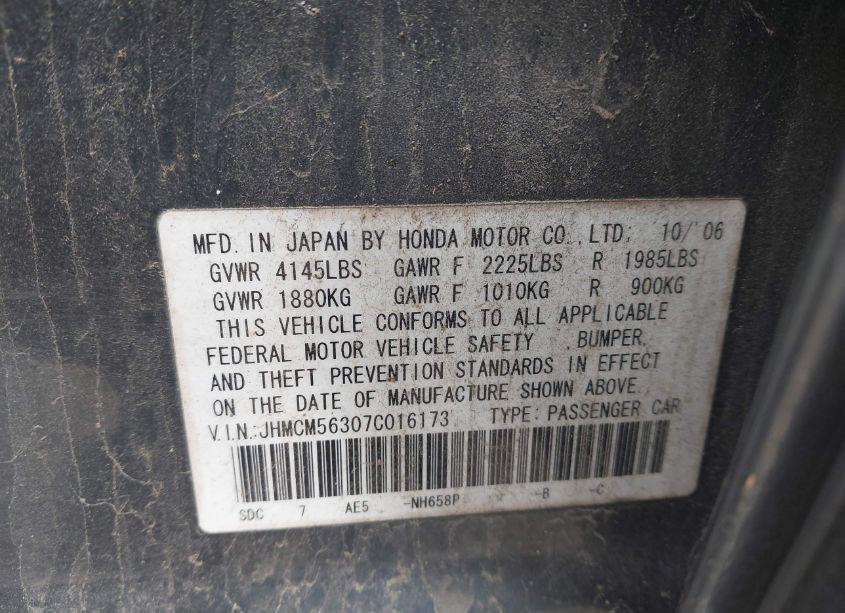 MFD. IN JAPAN BY HONDA MOTOR CO.,LTD. 10/'06
GVWR 4145LBS GAWR F 2225LBS R 1985LBS
GVWR 1880KG GAWR F 1010KG R 900KG
THIS VEHICLE CONFORMS TO ALL APPLICABLE
FEDERAL MOTOR VEHICLE SAFETY , BUMPER,
AND THEFT PREVENTION STANDARDS IN EFFECT
ON THE DATE OF MANUFACTURE SHOWN ABOVE.
V.I.N.:JHMCM56307C016173 TYPE: PASSENGER CAR
SDC 7 AE5 -NH658P -B -C